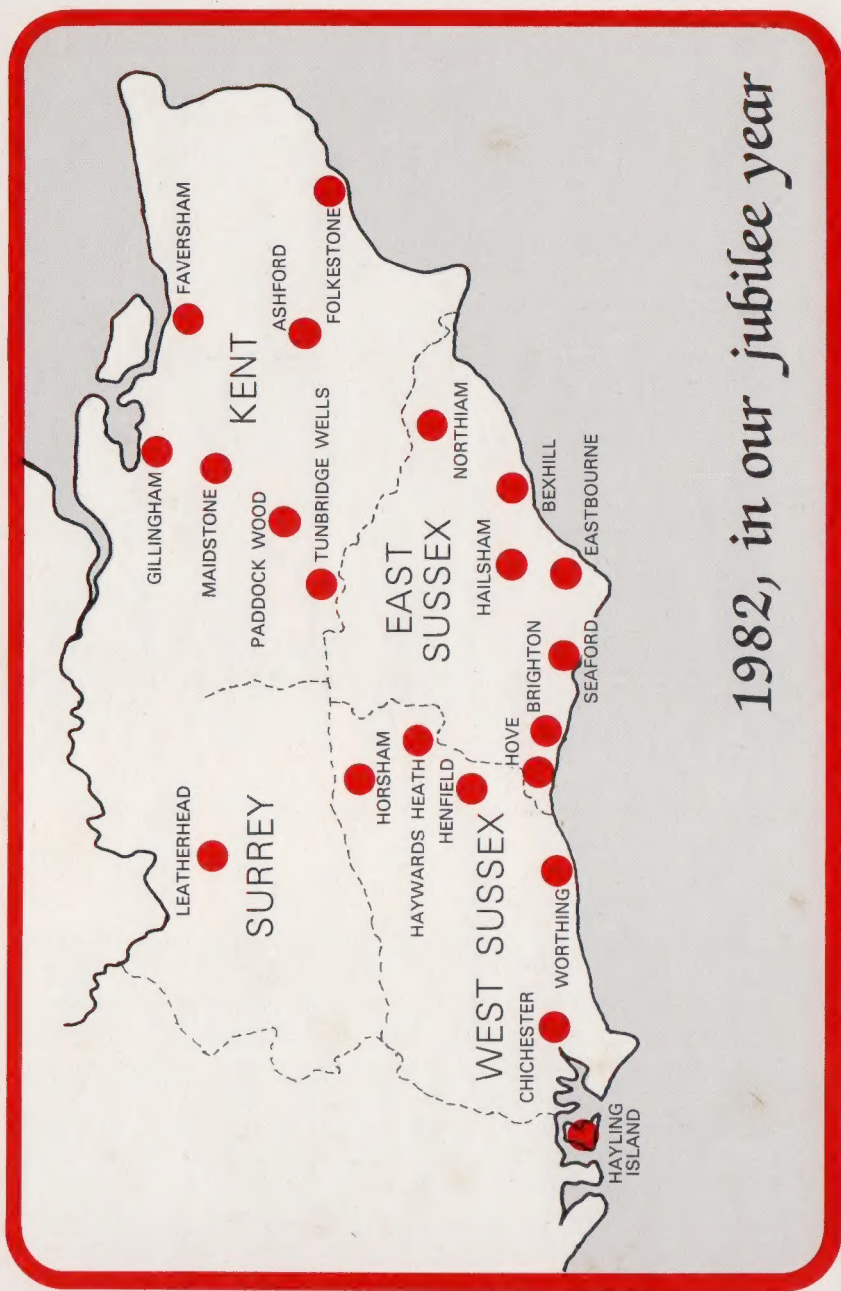 LEATHERHEAD
SURREY
GILLINGHAM
FAVERSHAM
MAIDSTONE
KENT
PADDOCK WOOD
ASHFORD
TUNBRIDGE WELLS
FOLKESTONE
HORSHAM
HAYWARDS HEATH
HENFIELD
EAST
SUSSEX
NORTHIAM
WEST SUSSEX
HOVE
BRIGHTON
HAILSHAM
BEXHILL
CHICHESTER
WORTHING
SEAFORD
EASTBOURNE
HAYLING
ISLAND
1982, in our jubilee year